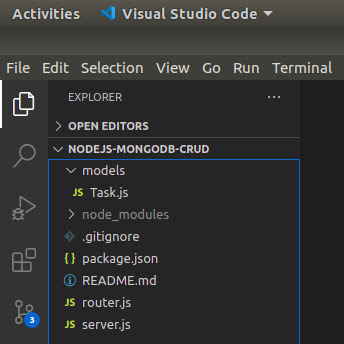 Activities Visual Studio Code
File Edit Selection View Go Run Terminal
EXPLORER ...
OPEN EDITORS
NODEJS-MONGODB-CRUD
models
JS Task.js
node_modules
.gitignore
{} package.json
README.md
JS router.js
JS server.js
3